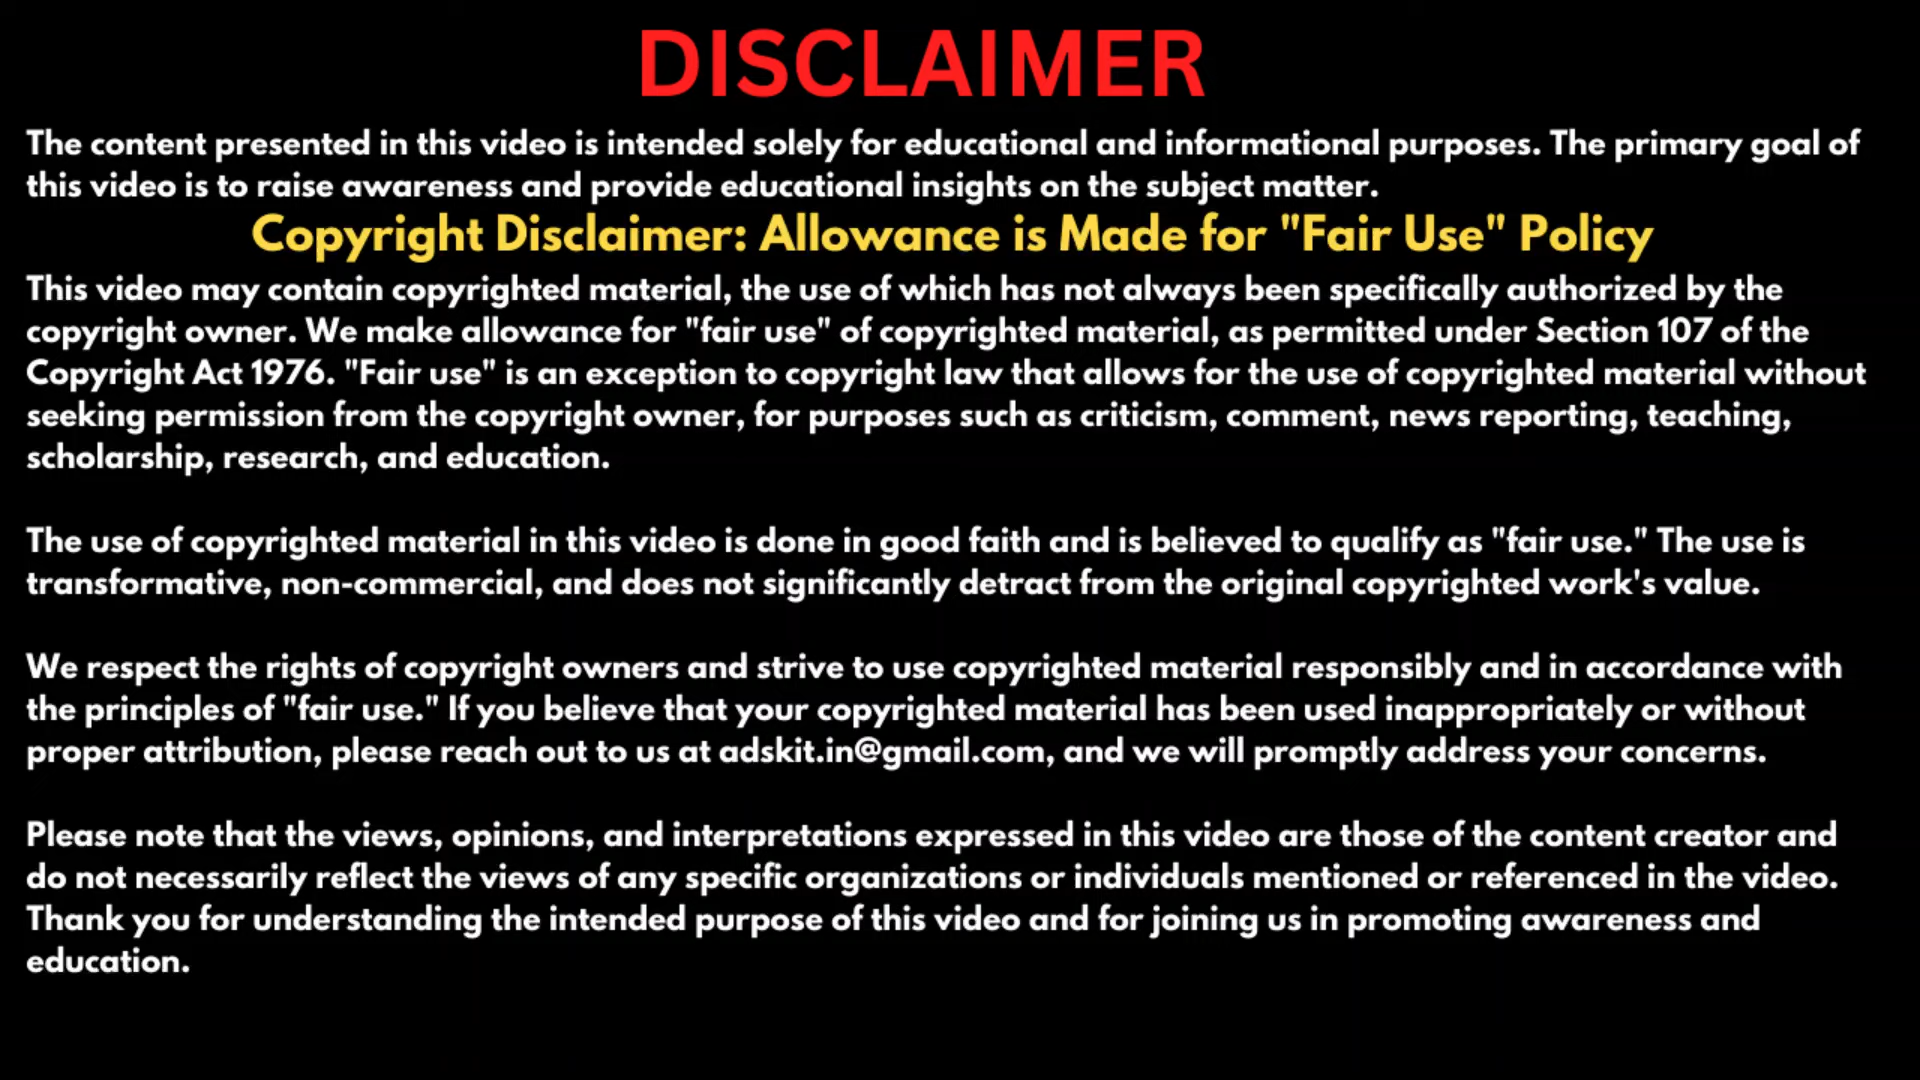 DISCLAIMER
The content presented in this video is intended solely for educational and informational purposes. The primary goal of
this video is to raise awareness and provide educational insights on the subject matter.
Copyright Disclaimer: Allowance is Made for "Fair Use" Policy
This video may contain copyrighted material, the use of which has not always been specifically authorized by the
copyright owner. We make allowance for "fair use" of copyrighted material, as permitted under Section 107 of the
Copyright Act 1976. "Fair use" is an exception to copyright law that allows for the use of copyrighted material without
seeking permission from the copyright owner, for purposes such as criticism, comment, news reporting, teaching,
scholarship, research, and education.
The use of copyrighted material in this video is done in good faith and is believed to qualify as "fair use." The use is
transformative, non-commercial, and does not significantly detract from the original copyrighted work's value.
We respect the rights of copyright owners and strive to use copyrighted material responsibly and in accordance with
the principles of "fair use." If you believe that your copyrighted material has been used inappropriately or without
proper attribution, please reach out to us at adskit.in@gmail.com, and we will promptly address your concerns.
Please note that the views, opinions, and interpretations expressed in this video are those of the content creator and
do not necessarily reflect the views of any specific organizations or individuals mentioned or referenced in the video.
Thank you for understanding the intended purpose of this video and for joining us in promoting awareness and
education.